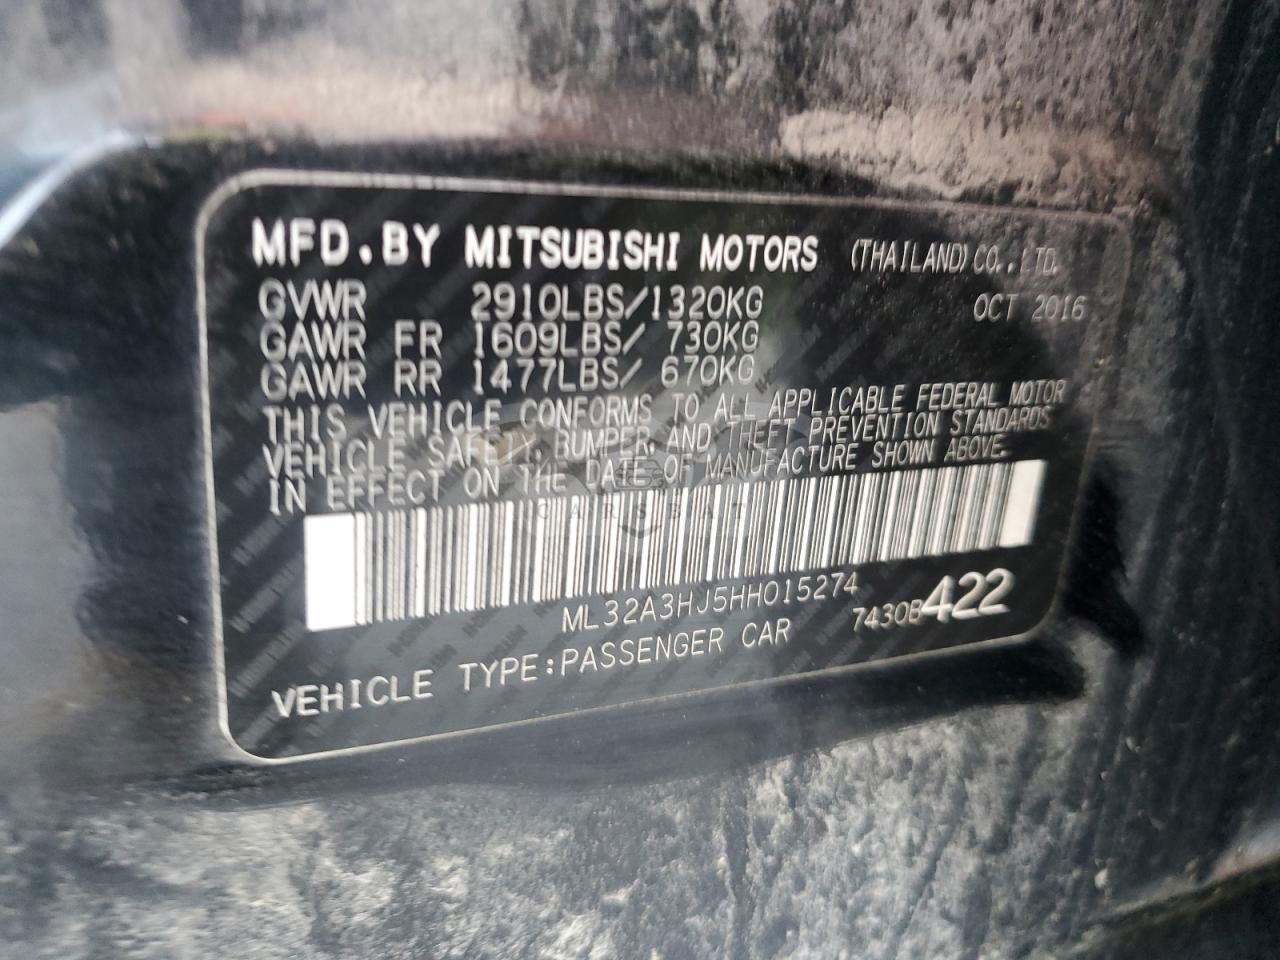 MFD.BY MITSUBISHI MOTORS (THAILAND)CO.,LTD.
GVWR 2910LBS/1320KG OCT 2016
GAWR FR 1609LBS/ 730KG
GAWR RR 1477LBS/ 670KG
THIS VEHICLE CONFORMS TO ALL APPLICABLE FEDERAL MOTOR
VEHICLE SAFETY, BUMPER, AND THEFT PREVENTION STANDARDS
IN EFFECT ON THE DATE OF MANUFACTURE SHOWN ABOVE.
CARSBAT
ML32A3HJ5HH015274
7430B422
VEHICLE TYPE:PASSENGER CAR